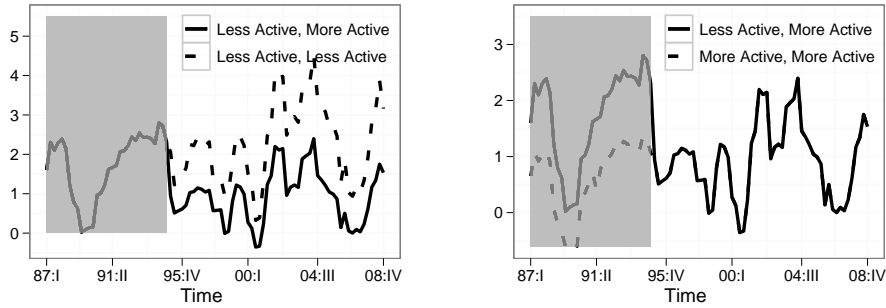 Less Active, More Active
Less Active, Less Active
5
4
3
2
1
0
87:I 91:II 95:IV 00:I 04:III 08:IV
Time
Less Active, More Active
More Active, More Active
3
2
1
0
87:I 91:II 95:IV 00:I 04:III 08:IV
Time